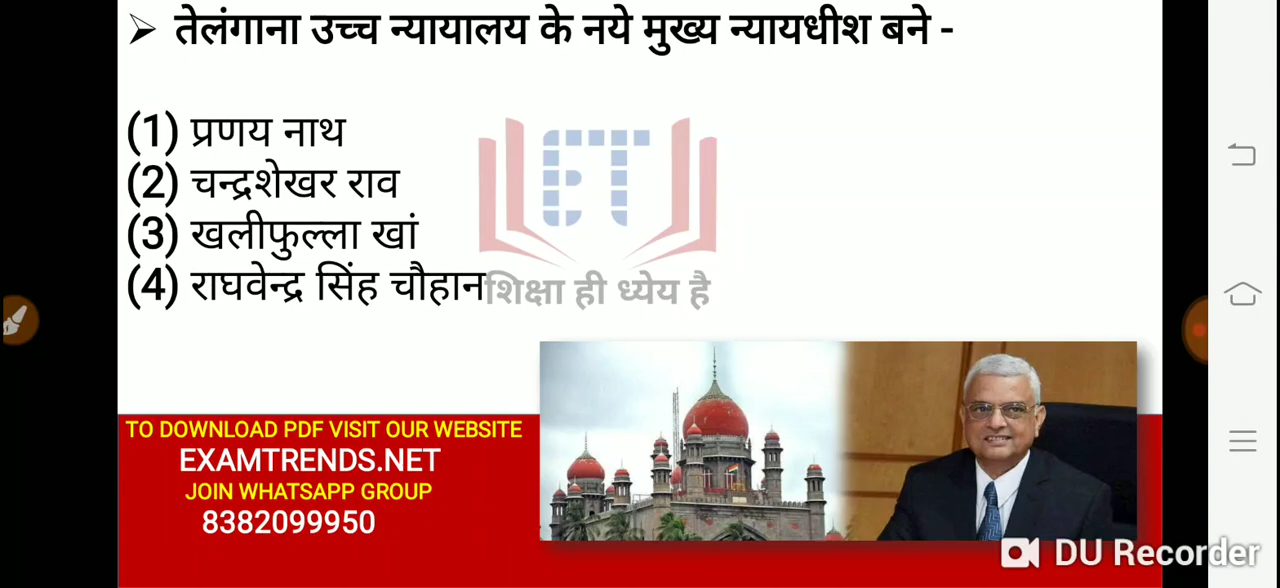 ➢ तेलंगाना उच्च न्यायालय के नये मुख्य न्यायधीश बने -
(1) प्रणय नाथ
(2) चन्द्रशेखर राव
(3) खलीफुल्ला खां
(4) राघवेन्द्र सिंह चौहान
ET
शिक्षा ही ध्येय है
TO DOWNLOAD PDF VISIT OUR WEBSITE
EXAMTRENDS.NET
JOIN WHATSAPP GROUP
8382099950
DU Recorder